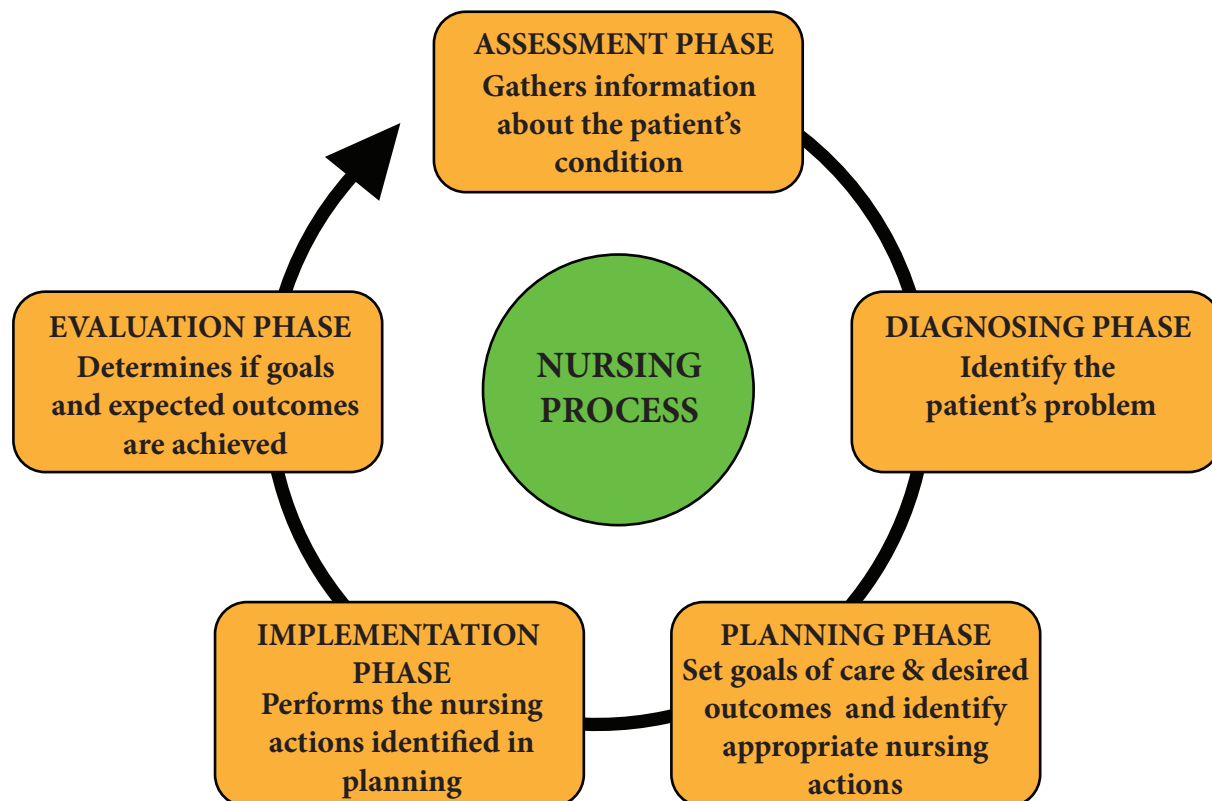 ASSESSMENT PHASE
Gathers information
about the patient’s
condition
DIAGNOSING PHASE
Identify the
patient’s problem
PLANNING PHASE
Set goals of care & desired
outcomes and identify
appropriate nursing
actions
IMPLEMENTATION
PHASE
Performs the nursing
actions identified in
planning
EVALUATION PHASE
Determines if goals
and expected outcomes
are achieved
NURSING
PROCESS